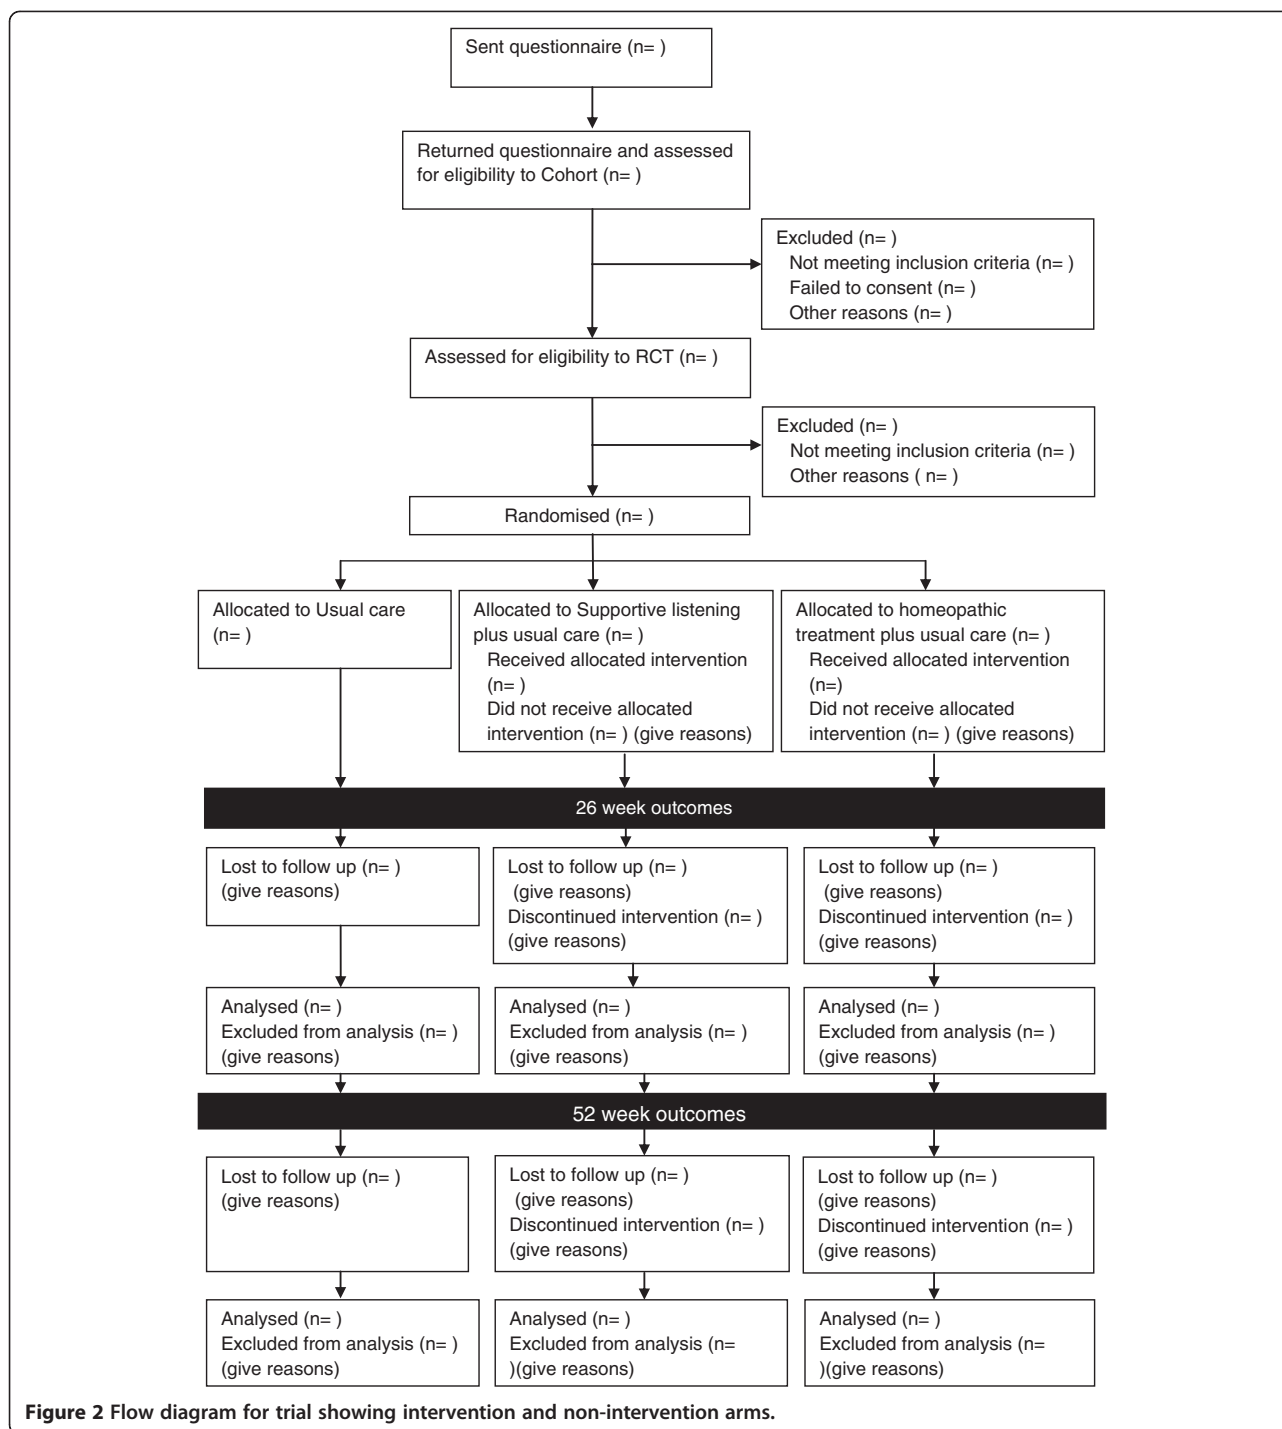 Sent questionnaire (n= )
Returned questionnaire and assessed
for eligibility to Cohort (n= )
Excluded (n= )
Not meeting inclusion criteria (n= )
Failed to consent (n= )
Other reasons (n= )
Assessed for eligibility to RCT (n= )
Excluded (n= )
Not meeting inclusion criteria (n= )
Other reasons ( n= )
Randomised (n= )
Allocated to Usual care
(n= )
Allocated to Supportive listening
plus usual care (n= )
Received allocated intervention
(n= )
Did not receive allocated
intervention (n= ) (give reasons)
Allocated to homeopathic
treatment plus usual care (n= )
Received allocated intervention
(n=)
Did not receive allocated
intervention (n= ) (give reasons)
26 week outcomes
Lost to follow up (n= )
(give reasons)
Lost to follow up (n= )
(give reasons)
Discontinued intervention (n= )
(give reasons)
Lost to follow up (n= )
(give reasons)
Discontinued intervention (n= )
(give reasons)
Analysed (n= )
Excluded from analysis (n= )
(give reasons)
Analysed (n= )
Excluded from analysis (n= )
(give reasons)
Analysed (n= )
Excluded from analysis (n= )
(give reasons)
52 week outcomes
Lost to follow up (n= )
(give reasons)
Lost to follow up (n= )
(give reasons)
Discontinued intervention (n= )
(give reasons)
Lost to follow up (n= )
(give reasons)
Discontinued intervention (n= )
(give reasons)
Analysed (n= )
Excluded from analysis (n= )
(give reasons)
Analysed (n= )
Excluded from analysis (n=
)(give reasons)
Analysed (n= )
Excluded from analysis (n=
)(give reasons)
Figure 2 Flow diagram for trial showing intervention and non-intervention arms.